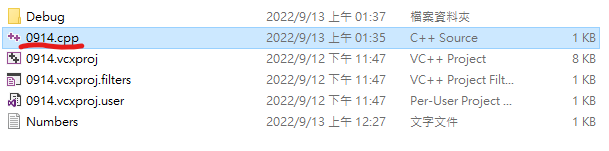 Debug 2022/9/13 上午 01:37 檔案資料夾
0914.cpp 2022/9/13 上午 01:35 C++ Source 1 KB
0914.vcxproj 2022/9/12 下午 11:47 VC++ Project 8 KB
0914.vcxproj.filters 2022/9/12 下午 11:47 VC++ Project Filt... 1 KB
0914.vcxproj.user 2022/9/12 下午 11:47 Per-User Project ... 1 KB
Numbers 2022/9/13 上午 12:27 文字文件 1 KB